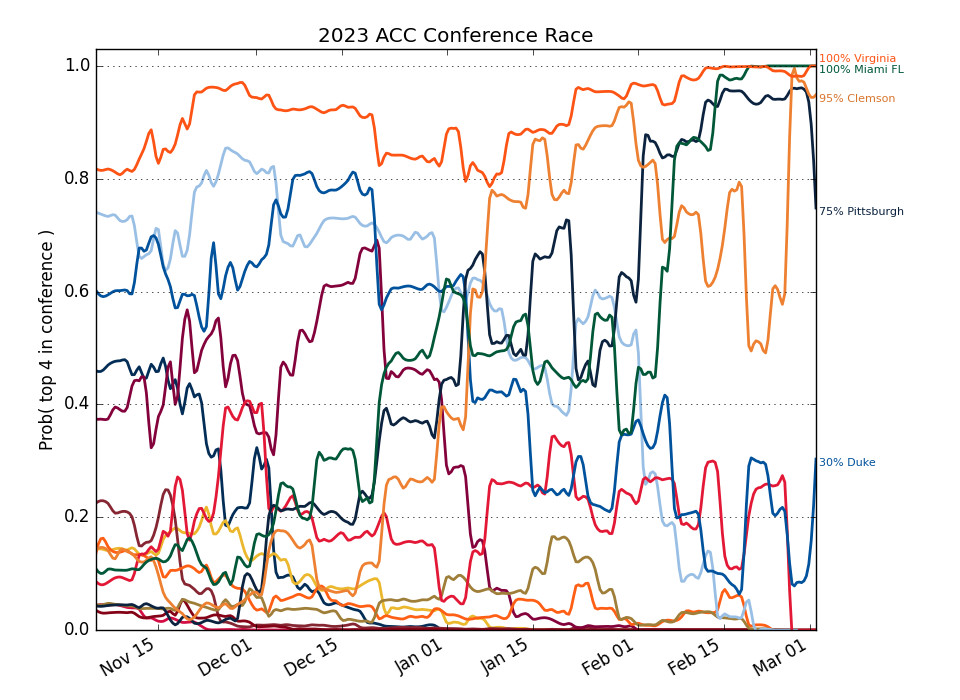 2023 ACC Conference Race
Prob( top 4 in conference )
1.0
0.8
0.6
0.4
0.2
0.0
Nov 15
Dec 01
Dec 15
Jan 01
Jan 15
Feb 01
Feb 15
Mar 01
100% Virginia
100% Miami FL
95% Clemson
75% Pittsburgh
30% Duke